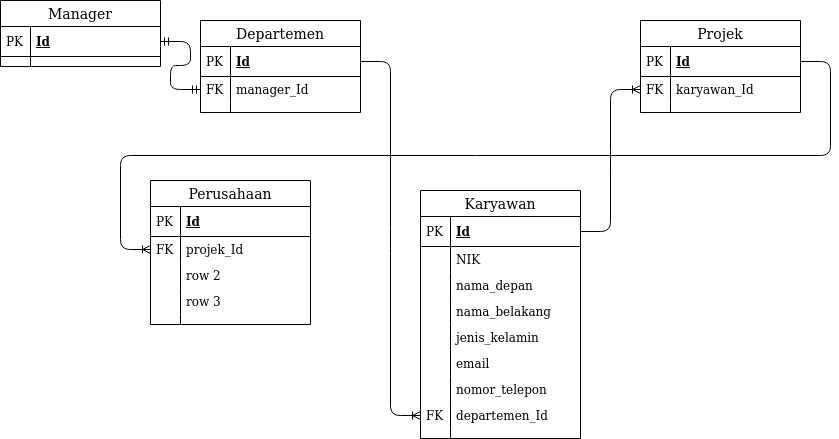 Manager
PK Id
Departemen
PK Id
FK manager_Id
Projek
PK Id
FK karyawan_Id
Perusahaan
PK Id
FK projek_Id
row 2
row 3
Karyawan
PK Id
NIK
nama_depan
nama_belakang
jenis_kelamin
email
nomor_telepon
FK departemen_Id